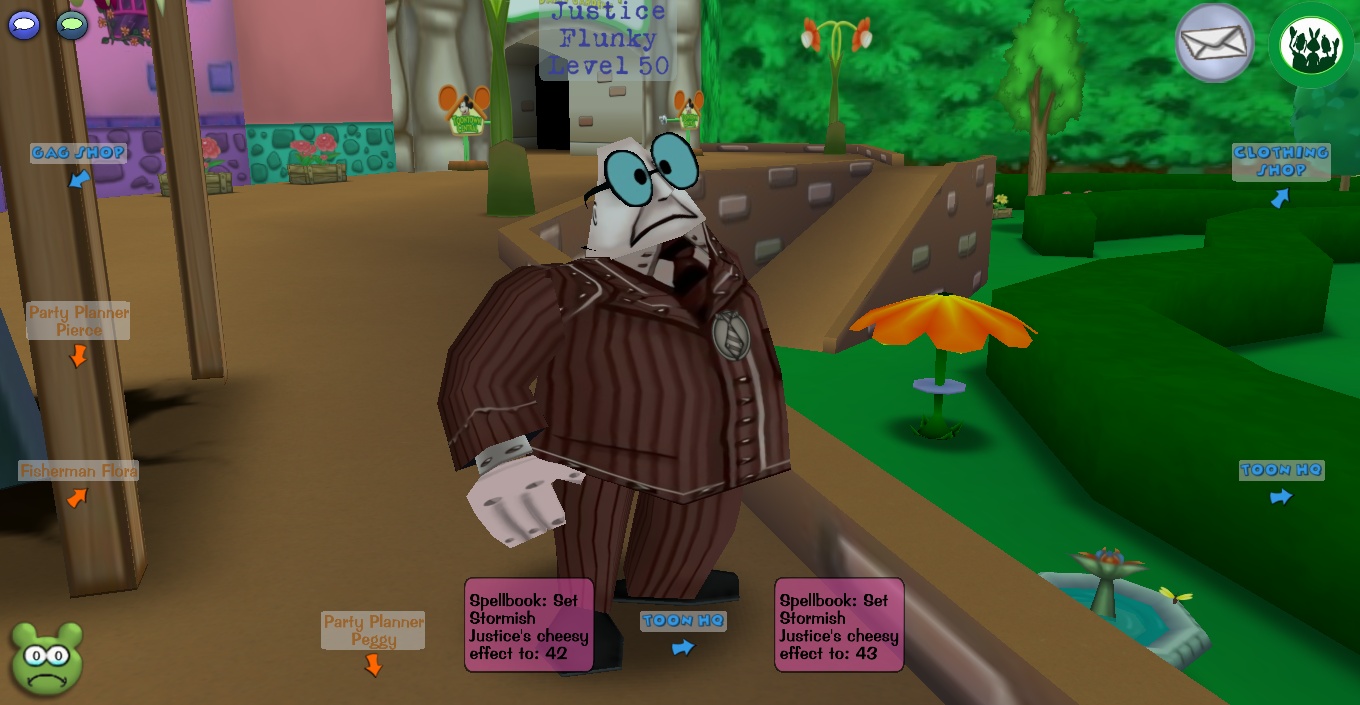 Justice
Flunky
Level 50
GAG SHOP
CLOTHING
SHOP
Party Planner
Pierce
Fisherman Flora
TOON HQ
Party Planner
Peggy
Spellbook: Set
Stormish
Justice's cheesy
effect to: 42
TOON HQ
Spellbook: Set
Stormish
Justice's cheesy
effect to: 43